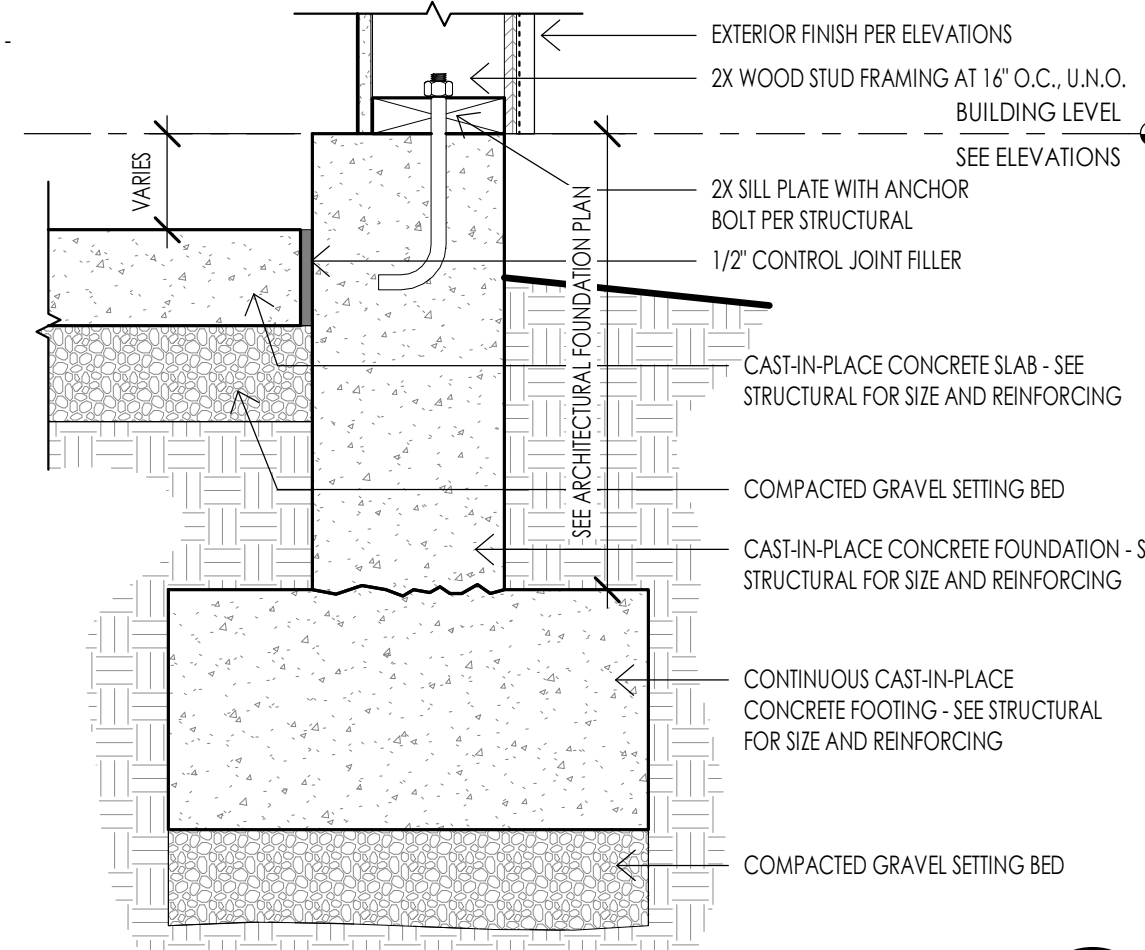 -
EXTERIOR FINISH PER ELEVATIONS
2X WOOD STUD FRAMING AT 16" O.C., U.N.O.
BUILDING LEVEL
SEE ELEVATIONS
VARIES
2X SILL PLATE WITH ANCHOR
BOLT PER STRUCTURAL
1/2" CONTROL JOINT FILLER
SEE ARCHITECTURAL FOUNDATION PLAN
CAST-IN-PLACE CONCRETE SLAB - SEE
STRUCTURAL FOR SIZE AND REINFORCING
COMPACTED GRAVEL SETTING BED
CAST-IN-PLACE CONCRETE FOUNDATION - S
STRUCTURAL FOR SIZE AND REINFORCING
CONTINUOUS CAST-IN-PLACE
CONCRETE FOOTING - SEE STRUCTURAL
FOR SIZE AND REINFORCING
COMPACTED GRAVEL SETTING BED